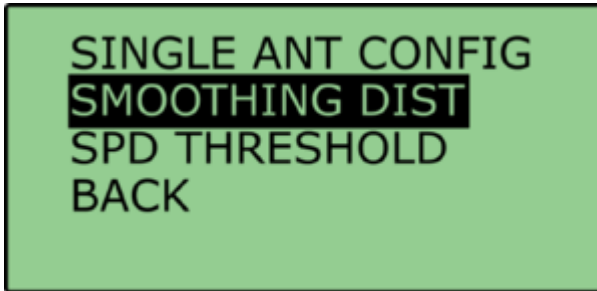 SINGLE ANT CONFIG
SMOOTHING DIST
SPD THRESHOLD
BACK